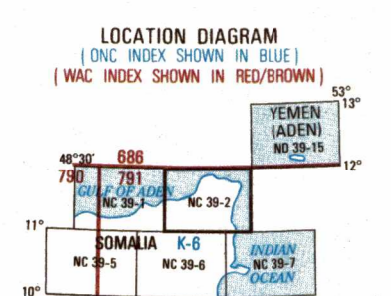 LOCATION DIAGRAM
( ONC INDEX SHOWN IN BLUE )
( WAC INDEX SHOWN IN RED/BROWN )
53°
13°
YEMEN
(ADEN)
ND 39-15
12°
48°30'
686
790
791
GULF OF ADEN
NC 39-1
NC 39-2
11°
SOMALIA
K-6
INDIAN
OCEAN
NC 39-5
NC 39-6
NC 39-7
10°